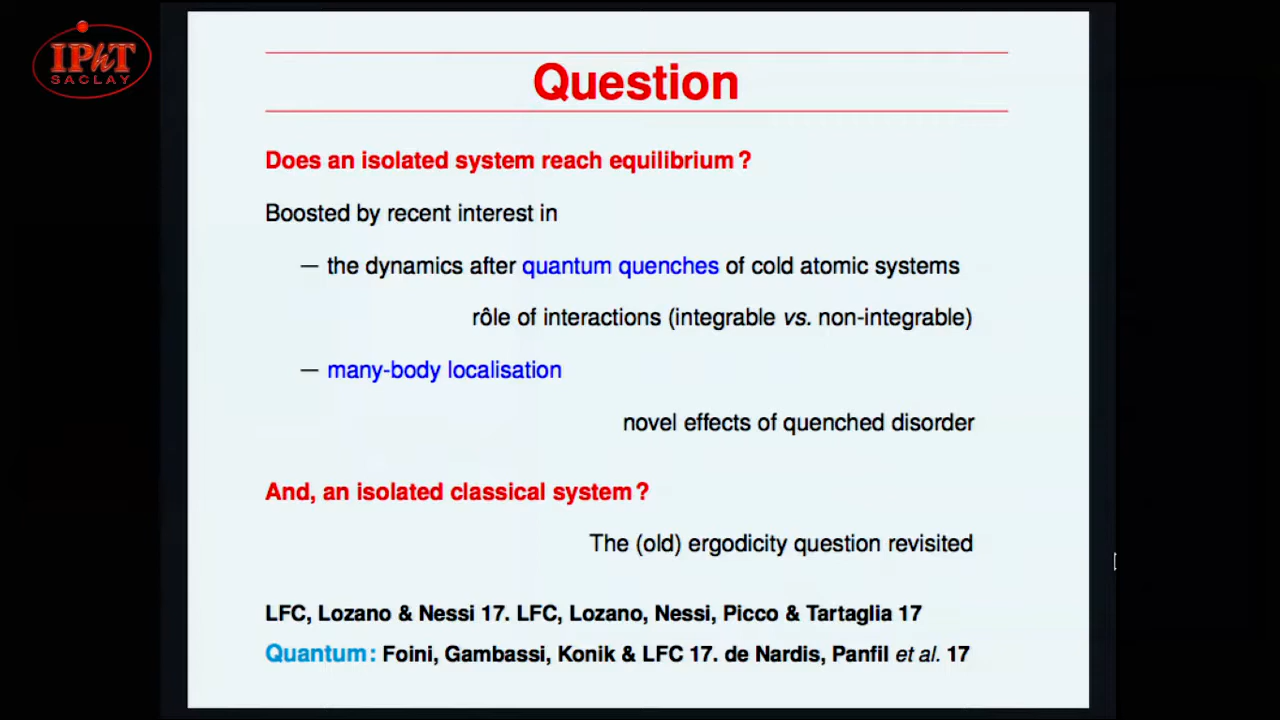 IPhT
SACLAY
Question
Does an isolated system reach equilibrium ?
Boosted by recent interest in
— the dynamics after quantum quenches of cold atomic systems
rôle of interactions (integrable vs. non-integrable)
— many-body localisation
novel effects of quenched disorder
And, an isolated classical system ?
The (old) ergodicity question revisited
LFC, Lozano & Nessi 17. LFC, Lozano, Nessi, Picco & Tartaglia 17
Quantum : Foini, Gambassi, Konik & LFC 17. de Nardis, Panfil et al. 17